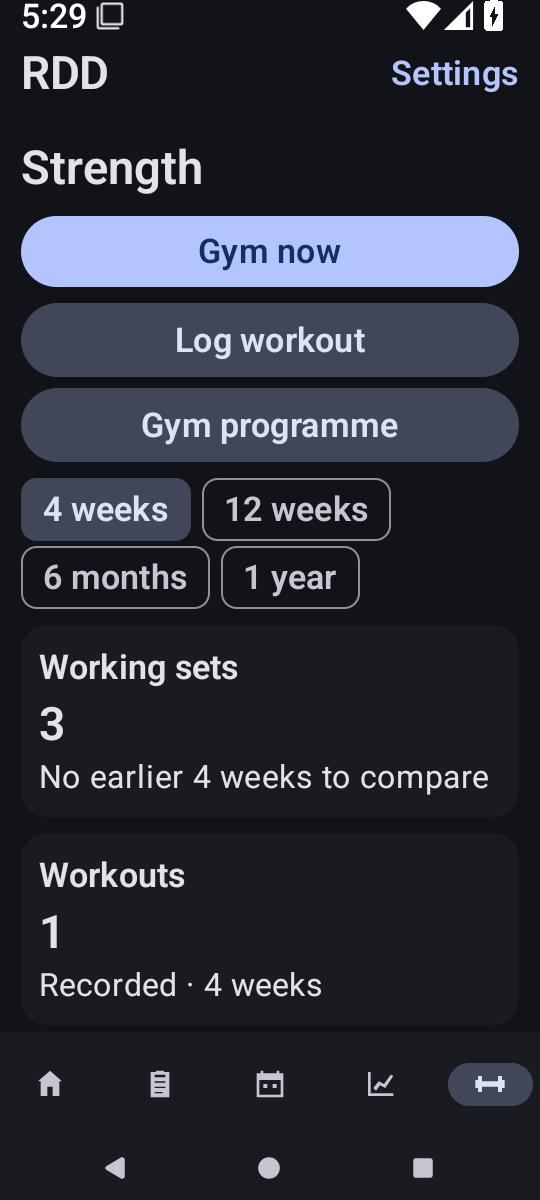 5:29
RDD
Settings
Strength
Gym now
Log workout
Gym programme
4 weeks
12 weeks
6 months
1 year
Working sets
3
No earlier 4 weeks to compare
Workouts
1
Recorded · 4 weeks